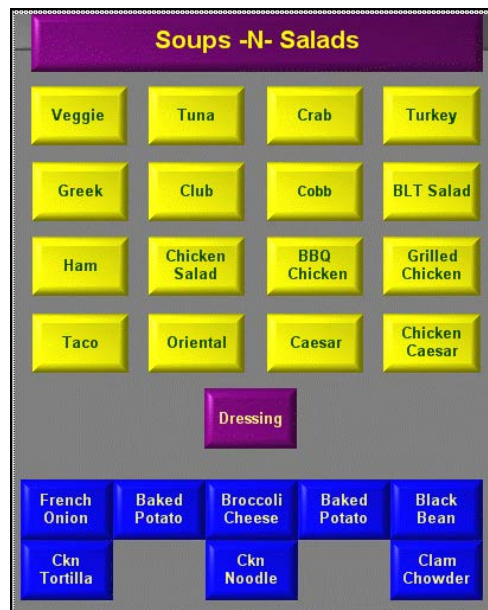 Soups -N- Salads
Veggie
Tuna
Crab
Turkey
Greek
Club
Cobb
BLT Salad
Ham
Chicken
Salad
BBQ
Chicken
Grilled
Chicken
Taco
Oriental
Caesar
Chicken
Caesar
Dressing
French
Onion
Baked
Potato
Broccoli
Cheese
Baked
Potato
Black
Bean
Ckn
Tortilla
Ckn
Noodle
Clam
Chowder